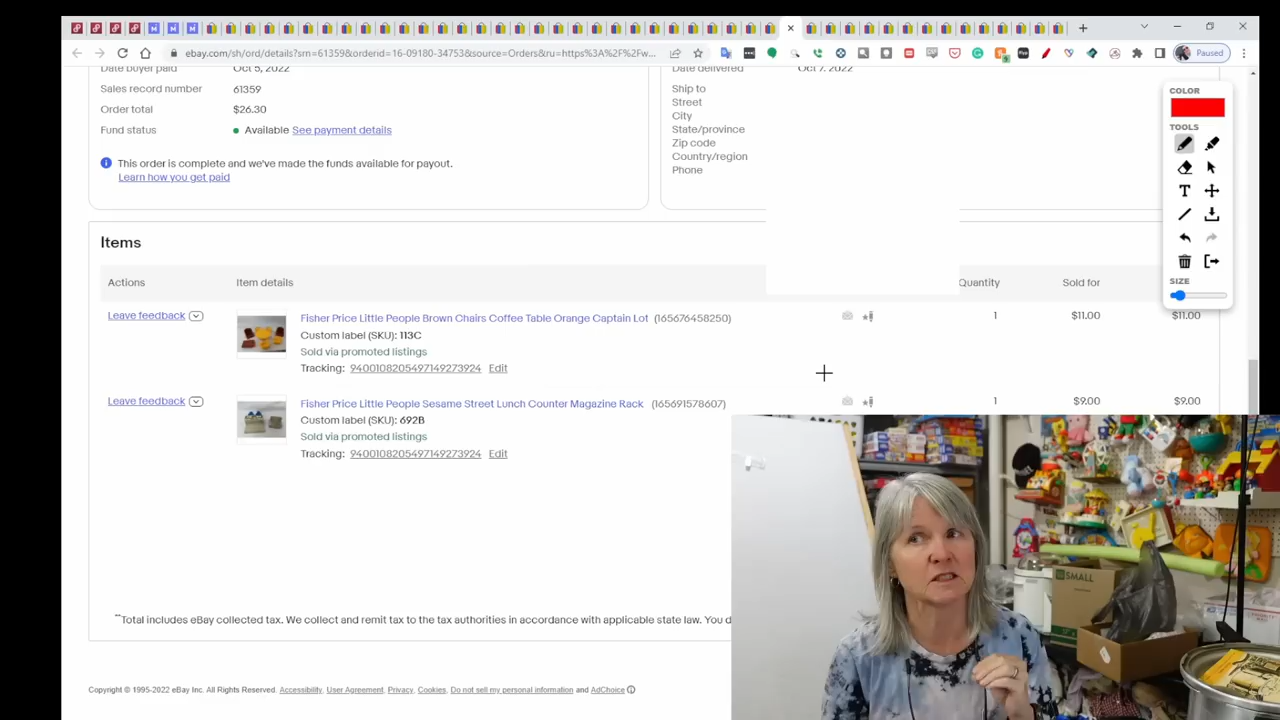 ebay.com/sh/ord/details?srn=61359&orderid=16-09180-34753&source=Orders&ru=https%3A%2F%2Fw...
Paused
Date buyer paid Oct 5, 2022
Sales record number 61359
Order total $26.30
Fund status Available See payment details
This order is complete and we've made the funds available for payout.
Learn how you get paid
Date delivered Oct 7, 2022
Ship to
Street
City
State/province
Zip code
Country/region
Phone
COLOR
TOOLS
T
SIZE
Items
Actions Item details Quantity Sold for
Leave feedback Fisher Price Little People Brown Chairs Coffee Table Orange Captain Lot (165676458250) 1 $11.00 $11.00
Custom label (SKU): 113C
Sold via promoted listings
Tracking: 9400108205497149273924 Edit
Leave feedback Fisher Price Little People Sesame Street Lunch Counter Magazine Rack (165691578607) 1 $9.00 $9.00
Custom label (SKU): 692B
Sold via promoted listings
Tracking: 9400108205497149273924 Edit
SMALL
**Total includes eBay collected tax. We collect and remit tax to the tax authorities in accordance with applicable state law. You d
Copyright © 1995-2022 eBay Inc. All Rights Reserved. Accessibility, User Agreement, Privacy, Cookies, Do not sell my personal information and AdChoice